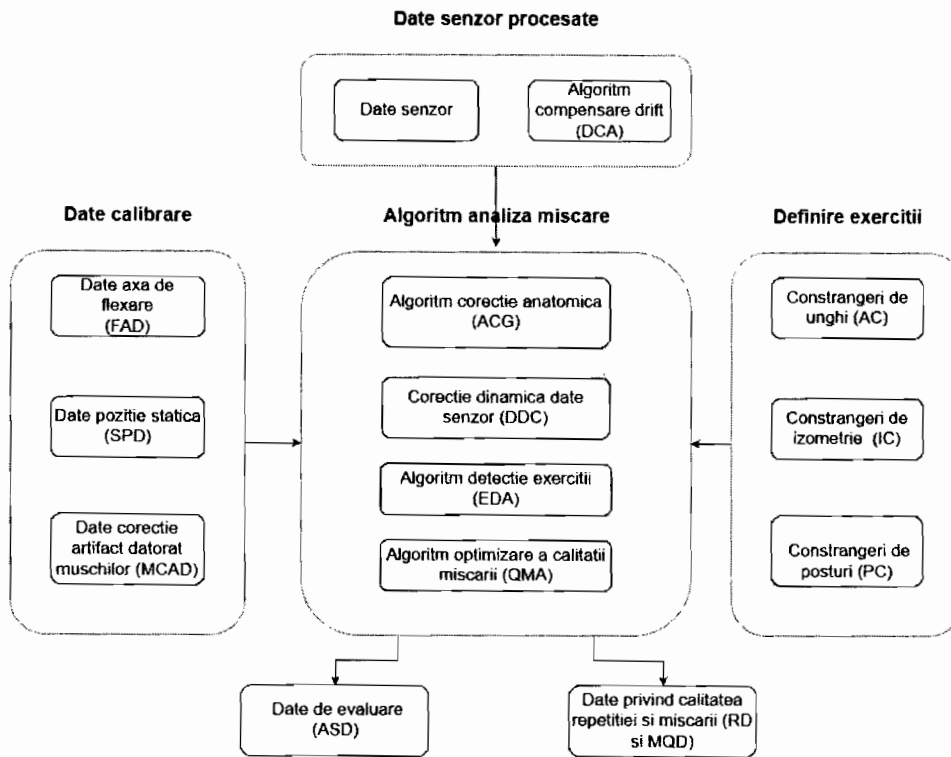 Date senzor procesate
Date senzor
Algoritm
compensare drift
(DCA)
Date calibrare
Algoritm analiza miscare
Definire exercitii
Date axa de
flexare
(FAD)
Date pozitie statica
(SPD)
Date corectie
artifact datorat
muschilor (MCAD)
Algoritm corectie anatomica
(ACG)
Corectie dinamica date
senzor (DDC)
Algoritm detectie exercitii
(EDA)
Algoritm optimizare a calitatii
miscarii (QMA)
Constrangeri de
unghi (AC)
Constrangeri de
izometrie (IC)
Constrangeri de
posturi (PC)
Date de evaluare
(ASD)
Date privind calitatea
repetitiei si miscarii (RD
si MQD)